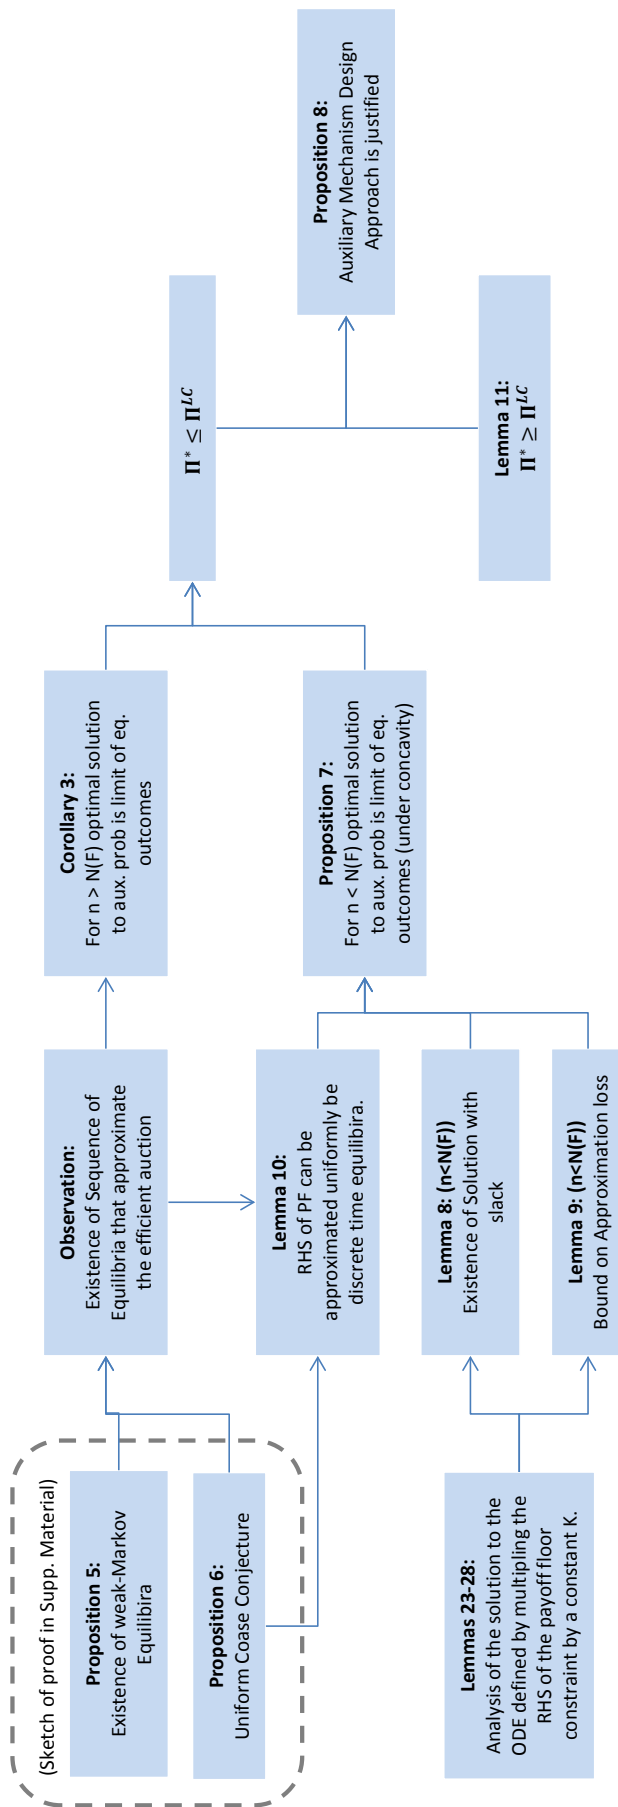 (Sketch of proof in Supp. Material)
Proposition 5:
Existence of weak-Markov
Equilibira
Proposition 6:
Uniform Coase Conjecture
Lemmas 23-28:
Analysis of the solution to the
ODE defined by multipling the
RHS of the payoff floor
constraint by a constant K.
Observation:
Existence of Sequence of
Equilibria that approximate
the efficient auction
Lemma 10:
RHS of PF can be
approximated uniformly be
discrete time equilibira.
Lemma 8: (n<N(F))
Existence of Solution with
slack
Lemma 9: (n<N(F))
Bound on Approximation loss
Corollary 3:
For n > N(F) optimal solution
to aux. prob is limit of eq.
outcomes
Proposition 7:
For n < N(F) optimal solution
to aux. prob is limit of eq.
outcomes (under concavity)
Π* ≤ Π^LC
Lemma 11:
Π* ≥ Π^LC
Proposition 8:
Auxiliary Mechanism Design
Approach is justified